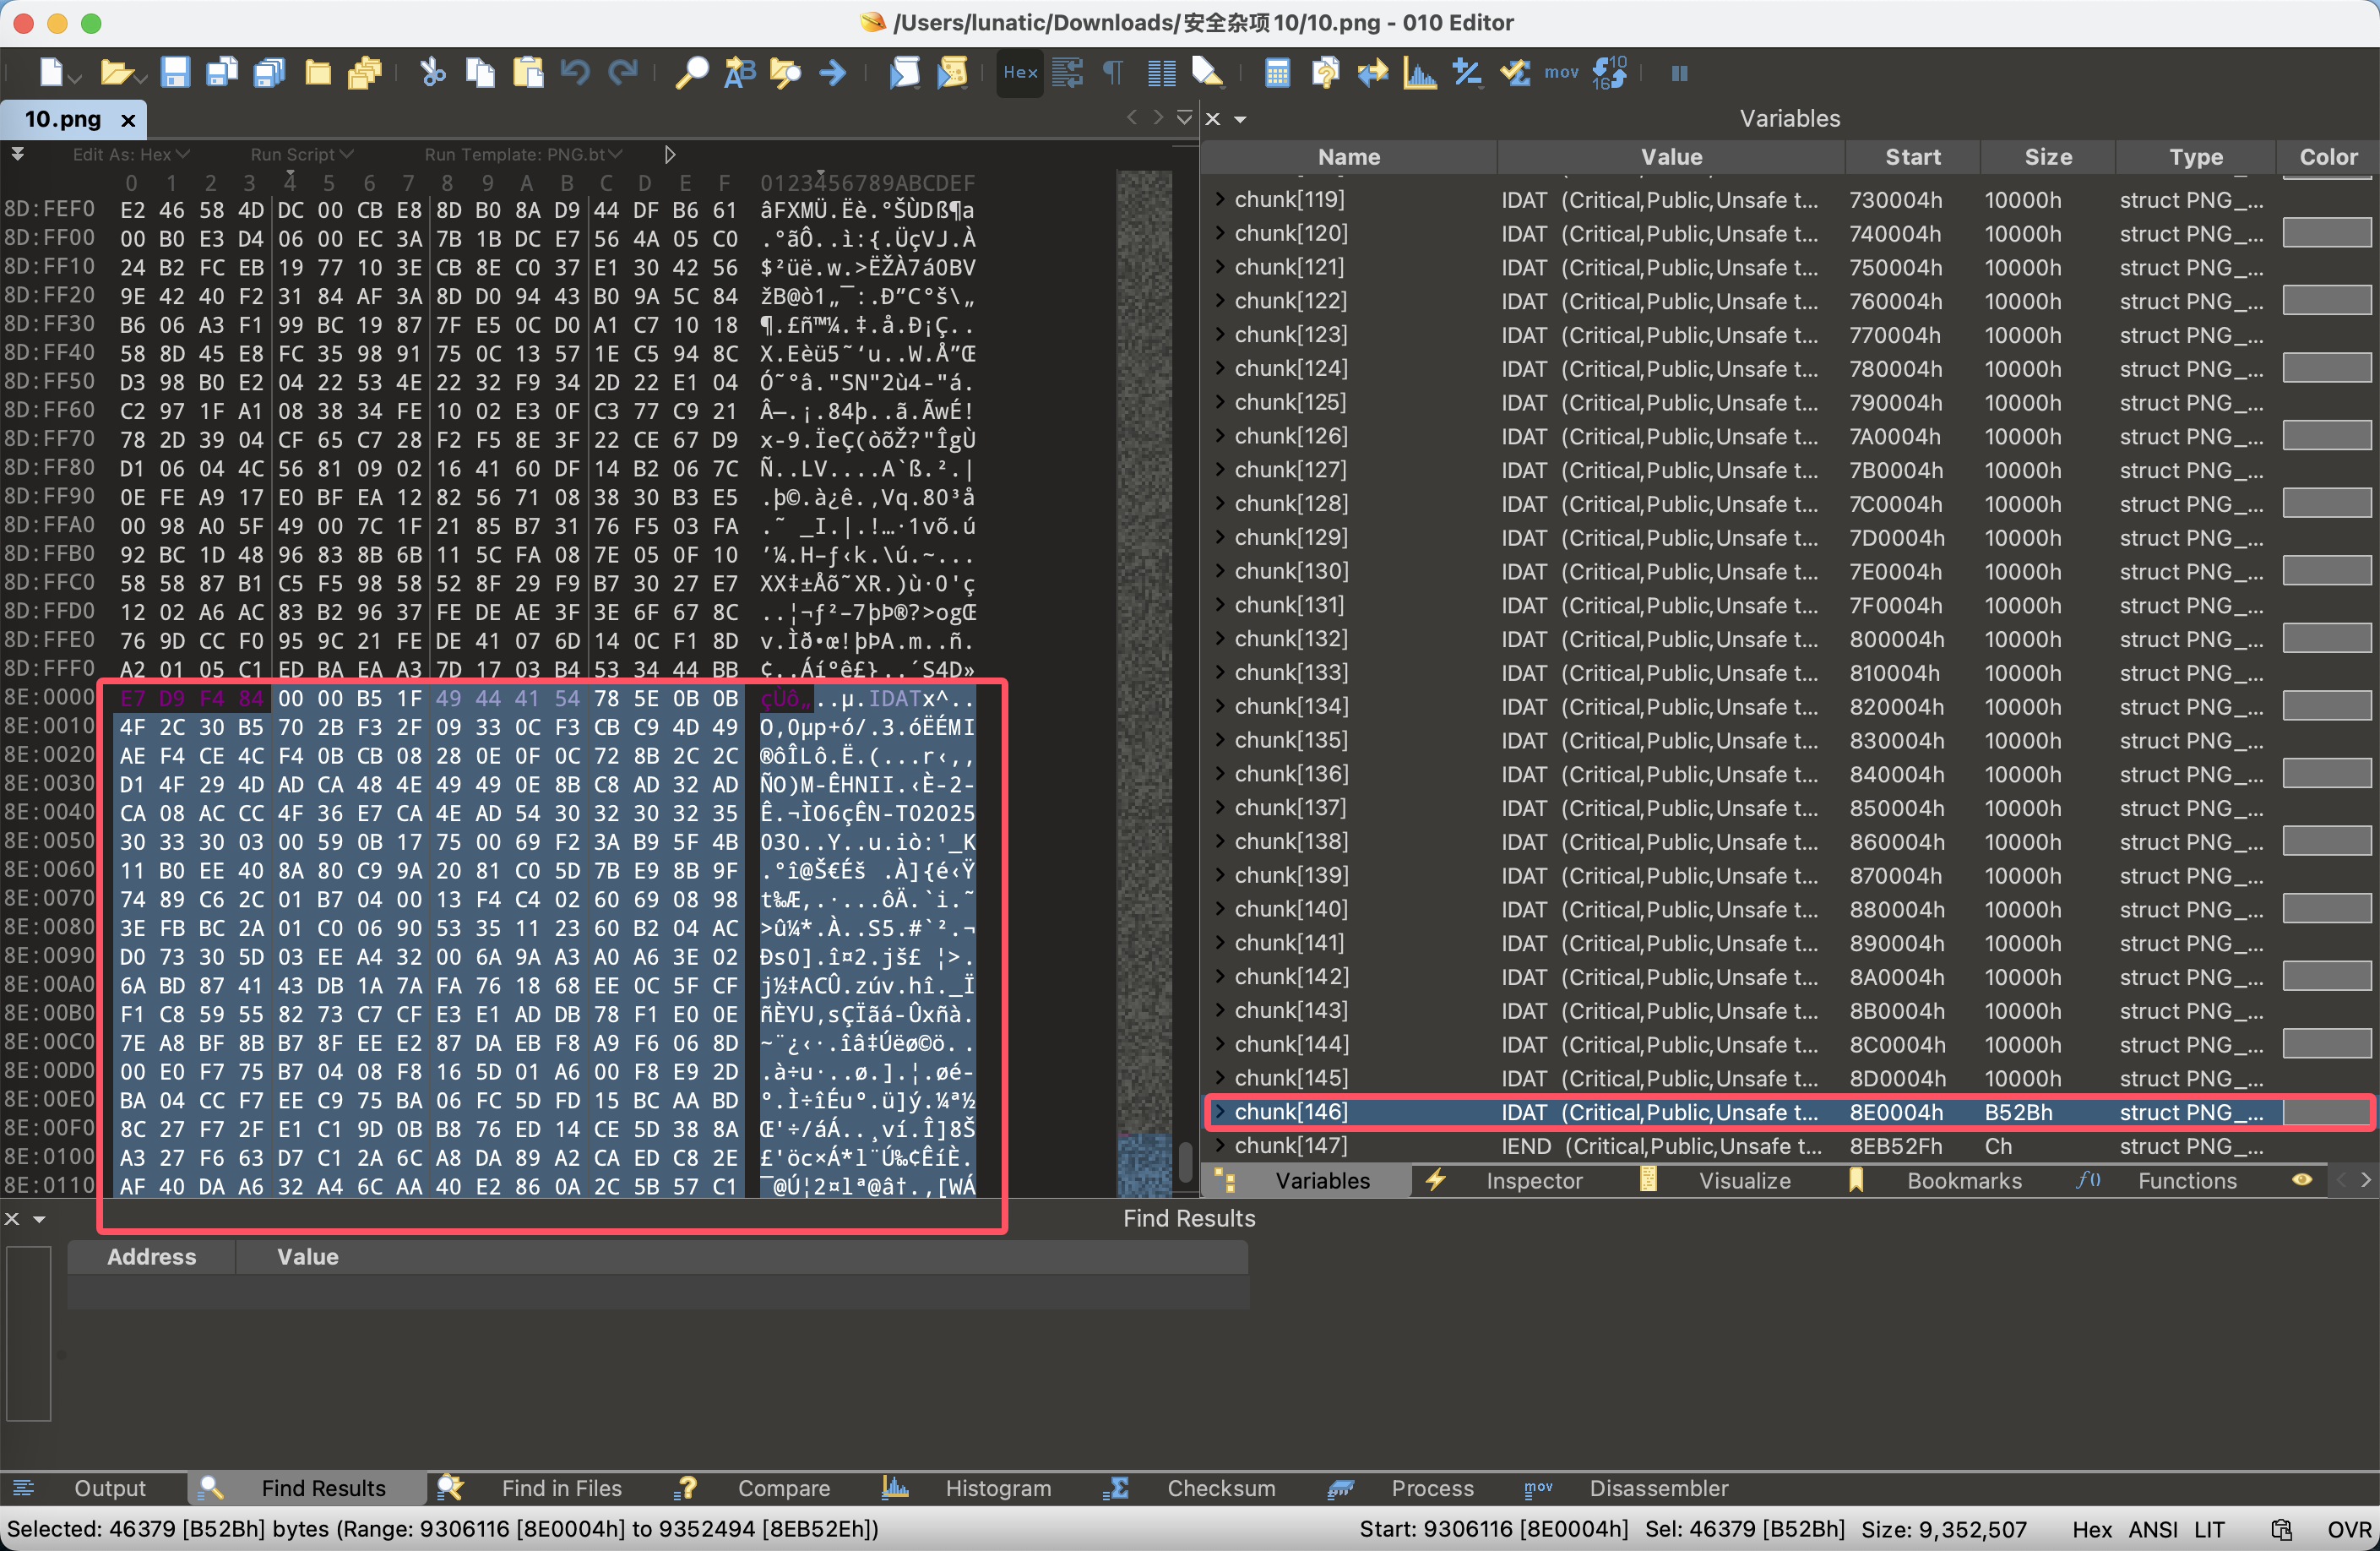 /Users/lunatic/Downloads/安全杂项10/10.png - 010 Editor
Hex
mov
10.png
Edit As: Hex Run Script Run Template: PNG.bt
0 1 2 3 4 5 6 7 8 9 A B C D E F 0123456789ABCDEF
8D:FEF0 E2 46 58 4D DC 00 CB E8 8D B0 8A D9 44 DF B6 61 âFXMÜ.Ëè.°ŠÙDß¶a
8D:FF00 00 B0 E3 D4 06 00 EC 3A 7B 1B DC E7 56 4A 05 C0 .°ãÔ..ì:{.ÜçVJ.À
8D:FF10 24 B2 FC EB 19 77 10 3E CB 8E C0 37 E1 30 42 56 $²üë.w.>ËŽÀ7á0BV
8D:FF20 9E 42 40 F2 31 84 AF 3A 8D D0 94 43 B0 9A 5C 84 žB@ò1„¯:.Ð”C°š\„
8D:FF30 B6 06 A3 F1 99 BC 19 87 7F E5 0C D0 A1 C7 10 18 ¶.£ñ™¼.‡.å.Ð¡Ç..
8D:FF40 58 8D 45 E8 FC 35 98 91 75 0C 13 57 1E C5 94 8C X.Eèü5˜‘u..W.Å”Œ
8D:FF50 D3 98 B0 E2 04 22 53 4E 22 32 F9 34 2D 22 E1 04 Ó˜°â."SN"2ù4-"á.
8D:FF60 C2 97 1F A1 08 38 34 FE 10 02 E3 0F C3 77 C9 21 Â—.¡.84þ..ã.ÃwÉ!
8D:FF70 78 2D 39 04 CF 65 C7 28 F2 F5 8E 3F 22 CE 67 D9 x-9.ÏeÇ(òõŽ?"ÎgÙ
8D:FF80 D1 06 04 4C 56 81 09 02 16 41 60 DF 14 B2 06 7C Ñ..LV....A`ß.².|
8D:FF90 0E FE A9 17 E0 BF EA 12 82 56 71 08 38 30 B3 E5 .þ©.à¿ê.‚Vq.80³å
8D:FFA0 00 98 A0 5F 49 00 7C 1F 21 85 B7 31 76 F5 03 FA .˜ _I.|.!…·1võ.ú
8D:FFB0 92 BC 1D 48 96 83 8B 6B 11 5C FA 08 7E 05 0F 10 ’¼.H–ƒ‹k.\ú.~...
8D:FFC0 58 58 87 B1 C5 F5 98 58 52 8F 29 F9 B7 30 27 E7 XX‡±Åõ˜XR.)ù·0'ç
8D:FFD0 12 02 A6 AC 83 B2 96 37 FE DE AE 3F 3E 6F 67 8C ..¦¬ƒ²–7þÞ®?>ogŒ
8D:FFE0 76 9D CC F0 95 9C 21 FE DE 41 07 6D 14 0C F1 8D v.Ìð•œ!þÞA.m..ñ.
8D:FFF0 A2 01 05 C1 ED BA EA A3 7D 17 03 B4 53 34 44 BB ¢..Áíºê£}..´S4D»
8E:0000 E7 D9 F4 84 00 00 B5 1F 49 44 41 54 78 5E 0B 0B çÙô„..µ.IDATx^..
8E:0010 4F 2C 30 B5 70 2B F3 2F 09 33 0C F3 CB C9 4D 49 O,0µp+ó/.3.óËÉMI
8E:0020 AE F4 CE 4C F4 0B CB 08 28 0E 0F 0C 72 8B 2C 2C ®ôÎLô.Ë.(...r‹,,
8E:0030 D1 4F 29 4D AD CA 48 4E 49 49 0E 8B C8 AD 32 AD ÑO)M-ÊHNII.‹È-2-
8E:0040 CA 08 AC CC 4F 36 E7 CA 4E AD 54 30 32 30 32 35 Ê.¬ÌO6çÊN-T02025
8E:0050 30 33 30 03 00 59 0B 17 75 00 69 F2 3A B9 5F 4B 030..Y..u.iò:¹_K
8E:0060 11 B0 EE 40 8A 80 C9 9A 20 81 C0 5D 7B E9 8B 9F .°î@Š€Éš .À]{é‹Ÿ
8E:0070 74 89 C6 2C 01 B7 04 00 13 F4 C4 02 60 69 08 98 t‰Æ,.·...ôÄ.`i.˜
8E:0080 3E FB BC 2A 01 C0 06 90 53 35 11 23 60 B2 04 AC >û¼*.À..S5.#`².¬
8E:0090 D0 73 30 5D 03 EE A4 32 00 6A 9A A3 A0 A6 3E 02 Ðs0].î¤2.jš£ ¦>.
8E:00A0 6A BD 87 41 43 DB 1A 7A FA 76 18 68 EE 0C 5F CF j½‡ACÛ.zúv.hî._Ï
8E:00B0 F1 C8 59 55 82 73 C7 CF E3 E1 AD DB 78 F1 E0 0E ñÈYU‚sÇÏãá-Ûxñà.
8E:00C0 7E A8 BF 8B B7 8F EE E2 87 DA EB F8 A9 F6 06 8D ~¨¿‹·.îâ‡Úëø©ö..
8E:00D0 00 E0 F7 75 B7 04 08 F8 16 5D 01 A6 00 F8 E9 2D .à÷u·..ø.].¦.øé-
8E:00E0 BA 04 CC F7 EE C9 75 BA 06 FC 5D FD 15 BC AA BD º.Ì÷îÉuº.ü]ý.¼ª½
8E:00F0 8C 27 F7 2F E1 C1 9D 0B B8 76 ED 14 CE 5D 38 8A Œ'÷/áÁ..¸ví.Î]8Š
8E:0100 A3 27 F6 63 D7 C1 2A 6C A8 DA 89 A2 CA ED C8 2E £'öc×Á*l¨Ú‰¢ÊíÈ.
8E:0110 AF 40 DA A6 32 A4 6C AA 40 E2 86 0A 2C 5B 57 C1 ¯@Ú¦2¤lª@â†.,[WÁ
Variables
Name Value Start Size Type Color
chunk[119] IDAT (Critical,Public,Unsafe t... 730004h 10000h struct PNG_...
chunk[120] IDAT (Critical,Public,Unsafe t... 740004h 10000h struct PNG_...
chunk[121] IDAT (Critical,Public,Unsafe t... 750004h 10000h struct PNG_...
chunk[122] IDAT (Critical,Public,Unsafe t... 760004h 10000h struct PNG_...
chunk[123] IDAT (Critical,Public,Unsafe t... 770004h 10000h struct PNG_...
chunk[124] IDAT (Critical,Public,Unsafe t... 780004h 10000h struct PNG_...
chunk[125] IDAT (Critical,Public,Unsafe t... 790004h 10000h struct PNG_...
chunk[126] IDAT (Critical,Public,Unsafe t... 7A0004h 10000h struct PNG_...
chunk[127] IDAT (Critical,Public,Unsafe t... 7B0004h 10000h struct PNG_...
chunk[128] IDAT (Critical,Public,Unsafe t... 7C0004h 10000h struct PNG_...
chunk[129] IDAT (Critical,Public,Unsafe t... 7D0004h 10000h struct PNG_...
chunk[130] IDAT (Critical,Public,Unsafe t... 7E0004h 10000h struct PNG_...
chunk[131] IDAT (Critical,Public,Unsafe t... 7F0004h 10000h struct PNG_...
chunk[132] IDAT (Critical,Public,Unsafe t... 800004h 10000h struct PNG_...
chunk[133] IDAT (Critical,Public,Unsafe t... 810004h 10000h struct PNG_...
chunk[134] IDAT (Critical,Public,Unsafe t... 820004h 10000h struct PNG_...
chunk[135] IDAT (Critical,Public,Unsafe t... 830004h 10000h struct PNG_...
chunk[136] IDAT (Critical,Public,Unsafe t... 840004h 10000h struct PNG_...
chunk[137] IDAT (Critical,Public,Unsafe t... 850004h 10000h struct PNG_...
chunk[138] IDAT (Critical,Public,Unsafe t... 860004h 10000h struct PNG_...
chunk[139] IDAT (Critical,Public,Unsafe t... 870004h 10000h struct PNG_...
chunk[140] IDAT (Critical,Public,Unsafe t... 880004h 10000h struct PNG_...
chunk[141] IDAT (Critical,Public,Unsafe t... 890004h 10000h struct PNG_...
chunk[142] IDAT (Critical,Public,Unsafe t... 8A0004h 10000h struct PNG_...
chunk[143] IDAT (Critical,Public,Unsafe t... 8B0004h 10000h struct PNG_...
chunk[144] IDAT (Critical,Public,Unsafe t... 8C0004h 10000h struct PNG_...
chunk[145] IDAT (Critical,Public,Unsafe t... 8D0004h 10000h struct PNG_...
chunk[146] IDAT (Critical,Public,Unsafe t... 8E0004h B52Bh struct PNG_...
chunk[147] IEND (Critical,Public,Unsafe t... 8EB52Fh Ch struct PNG_...
Variables Inspector Visualize Bookmarks f() Functions
Find Results
Address Value
Output Find Results Find in Files Compare Histogram Checksum Process mov Disassembler
Selected: 46379 [B52Bh] bytes (Range: 9306116 [8E0004h] to 9352494 [8EB52Eh]) Start: 9306116 [8E0004h] Sel: 46379 [B52Bh] Size: 9,352,507 Hex ANSI LIT OVR